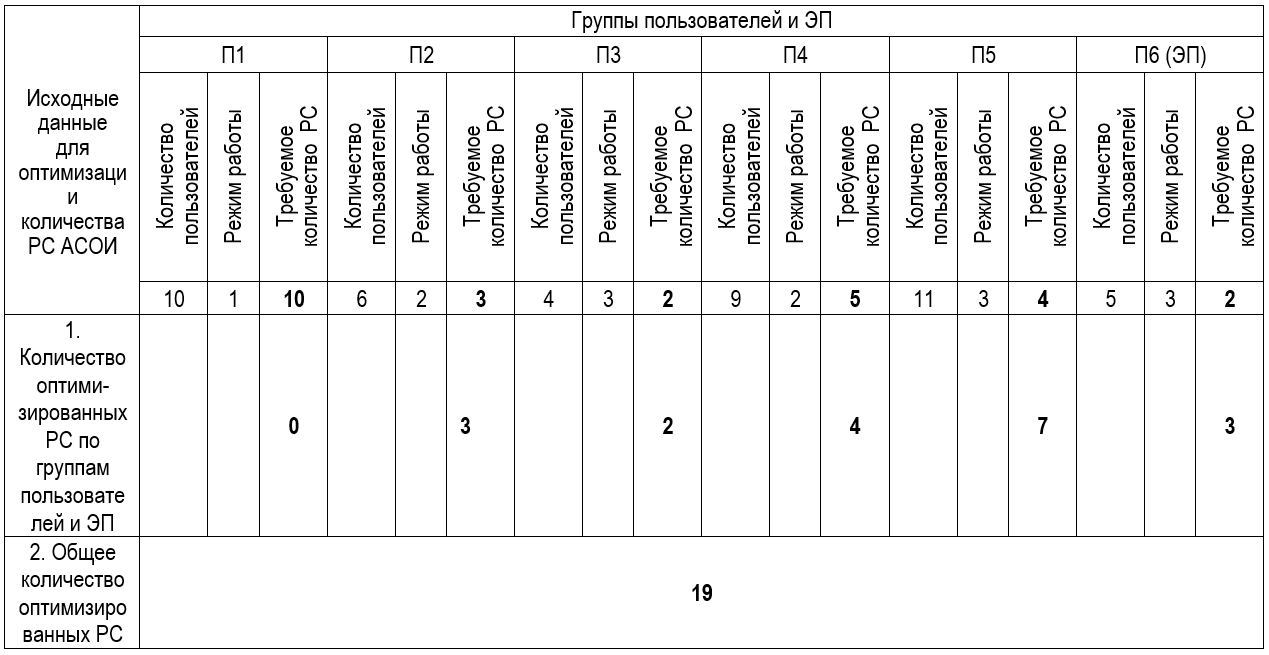 Группы пользователей и ЭП
П1 П2 П3 П4 П5 П6 (ЭП)
Исходные
данные
для
оптимизаци
и
количества
РС АСОИ
Количество
пользователей
Режим работы
Требуемое
количество РС
Количество
пользователей
Режим работы
Требуемое
количество РС
Количество
пользователей
Режим работы
Требуемое
количество РС
Количество
пользователей
Режим работы
Требуемое
количество РС
Количество
пользователей
Режим работы
Требуемое
количество РС
Количество
пользователей
Режим работы
Требуемое
количество РС
10 1 10 6 2 3 4 3 2 9 2 5 11 3 4 5 3 2
1.
Количество
оптими-
зированных
РС по
группам
пользовате
лей и ЭП
0 3 2 4 7 3
2. Общее
количество
оптимизиро
ванных РС
19